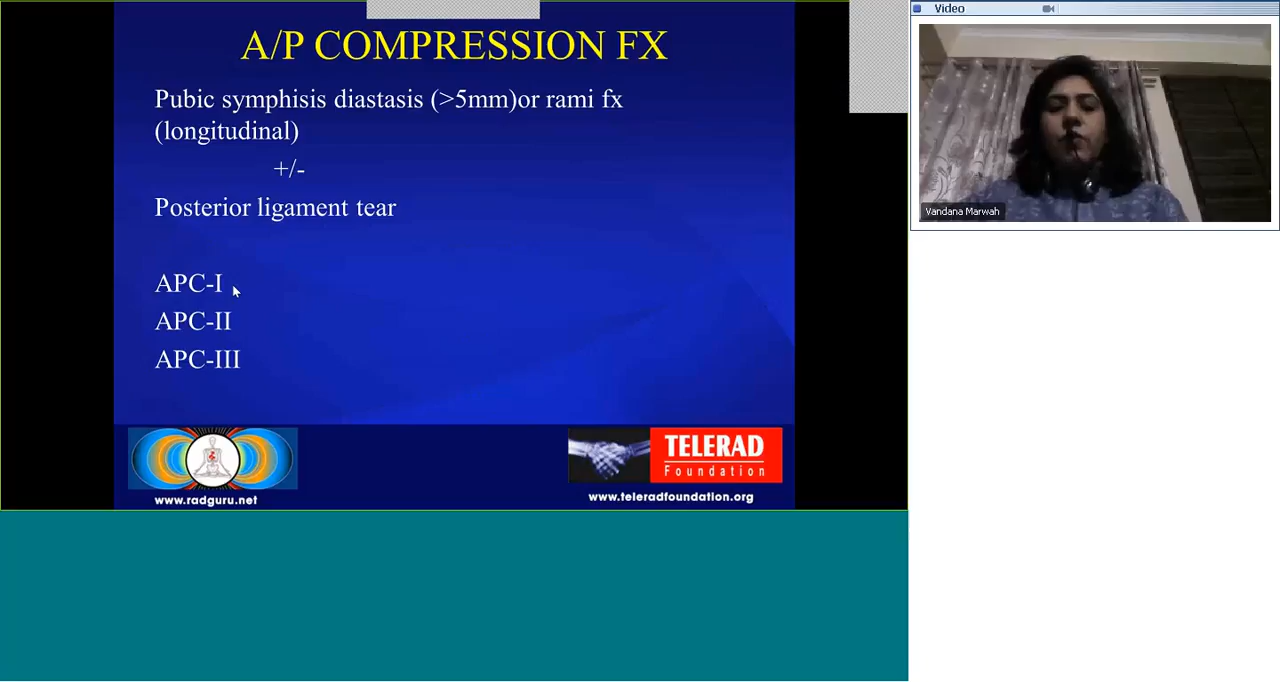 A/P COMPRESSION FX
Pubic symphisis diastasis (>5mm)or rami fx
(longitudinal)
+/-
Posterior ligament tear
APC-I
APC-II
APC-III
www.radguru.net
TELERAD
Foundation
www.teleradfoundation.org
Video
Vandana Marwah